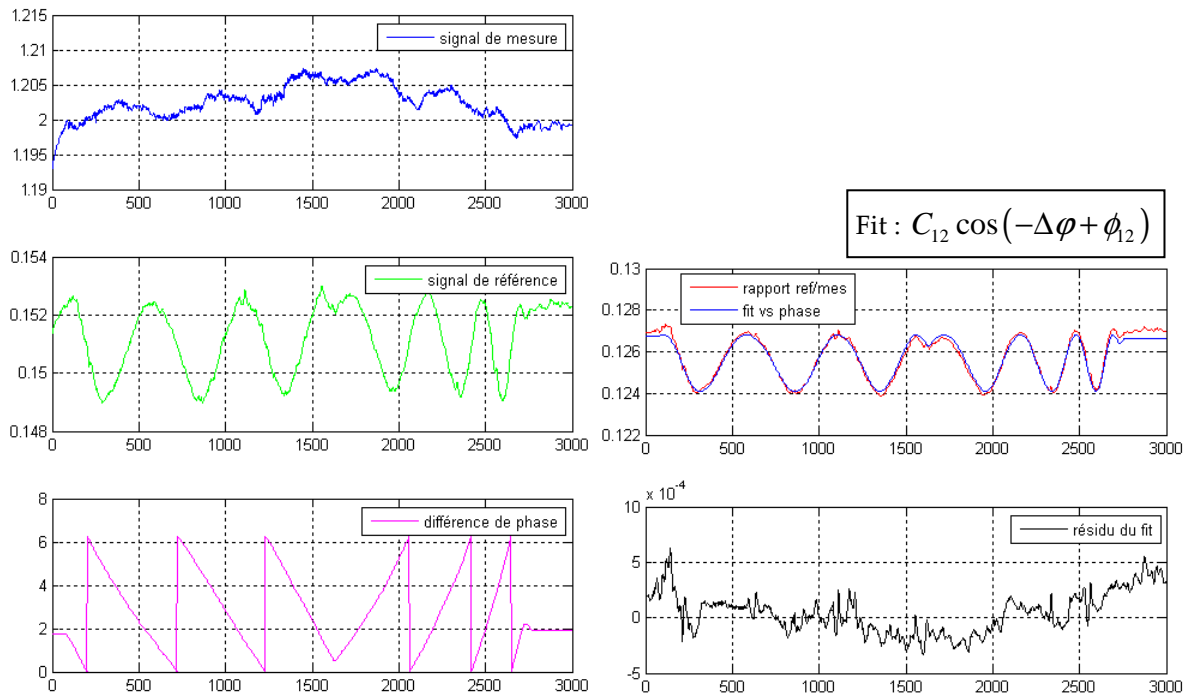 1.215
1.21
1.205
1.2
1.195
1.19
signal de mesure
0 500 1000 1500 2000 2500 3000
0.154
0.152
0.15
0.148
signal de référence
0 500 1000 1500 2000 2500 3000
8
6
4
2
0
différence de phase
0 500 1000 1500 2000 2500 3000
Fit : C₁₂ cos(−Δφ + ϕ₁₂)
0.13
0.128
0.126
0.124
0.122
rapport ref/mes
fit vs phase
0 500 1000 1500 2000 2500 3000
x 10⁻⁴
10
5
0
-5
résidu du fit
0 500 1000 1500 2000 2500 3000